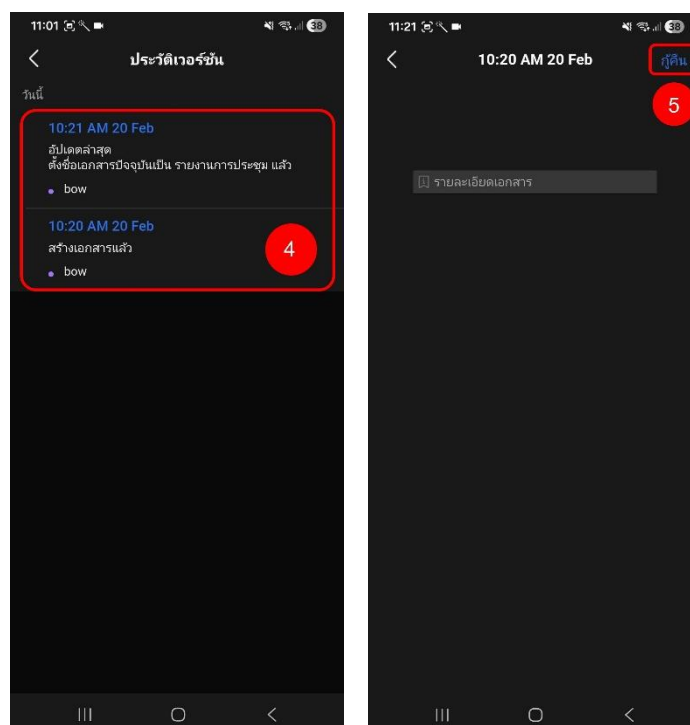 11:01
38
ประวัติเวอร์ชัน
วันนี้
10:21 AM 20 Feb
อัปเดตล่าสุด
ตั้งชื่อเอกสารปัจจุบันเป็น รายงานการประชุม แล้ว
bow
10:20 AM 20 Feb
สร้างเอกสารแล้ว
bow
4
11:21
38
10:20 AM 20 Feb
กู้คืน
5
รายละเอียดเอกสาร